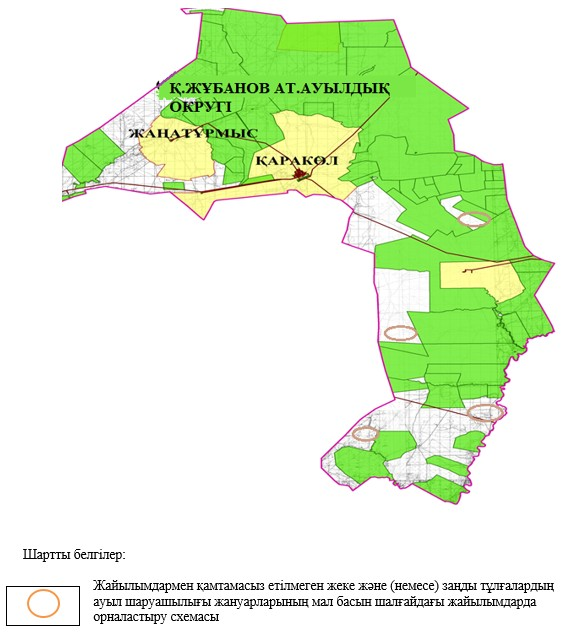 Қ.ЖҰБАНОВ АТ.АУЫЛДЫҚ
ОКРУГІ
ЖАҢАТҰРМЫС
ҚАРАКӨЛ
Шартты белгілер:
Жайылымдармен қамтамасыз етілмеген жеке және (немесе) заңды тұлғалардың
ауыл шаруашылығы жануарларының мал басын шалғайдағы жайылымдарда
орналастыру схемасы